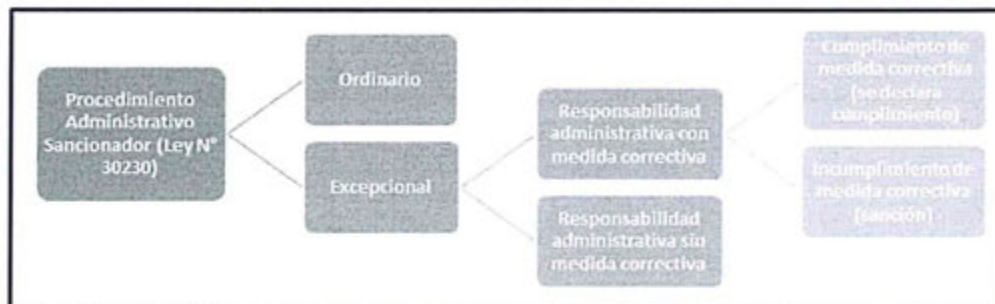 Procedimiento
Administrativo
Sancionador (Ley N°
30230)
Ordinario
Excepcional
Responsabilidad
administrativa con
medida correctiva
Responsabilidad
administrativa sin
medida correctiva
Cumplimiento de
medida correctiva
(se declara
cumplimiento)
Incumplimiento de
medida correctiva
(sanción)